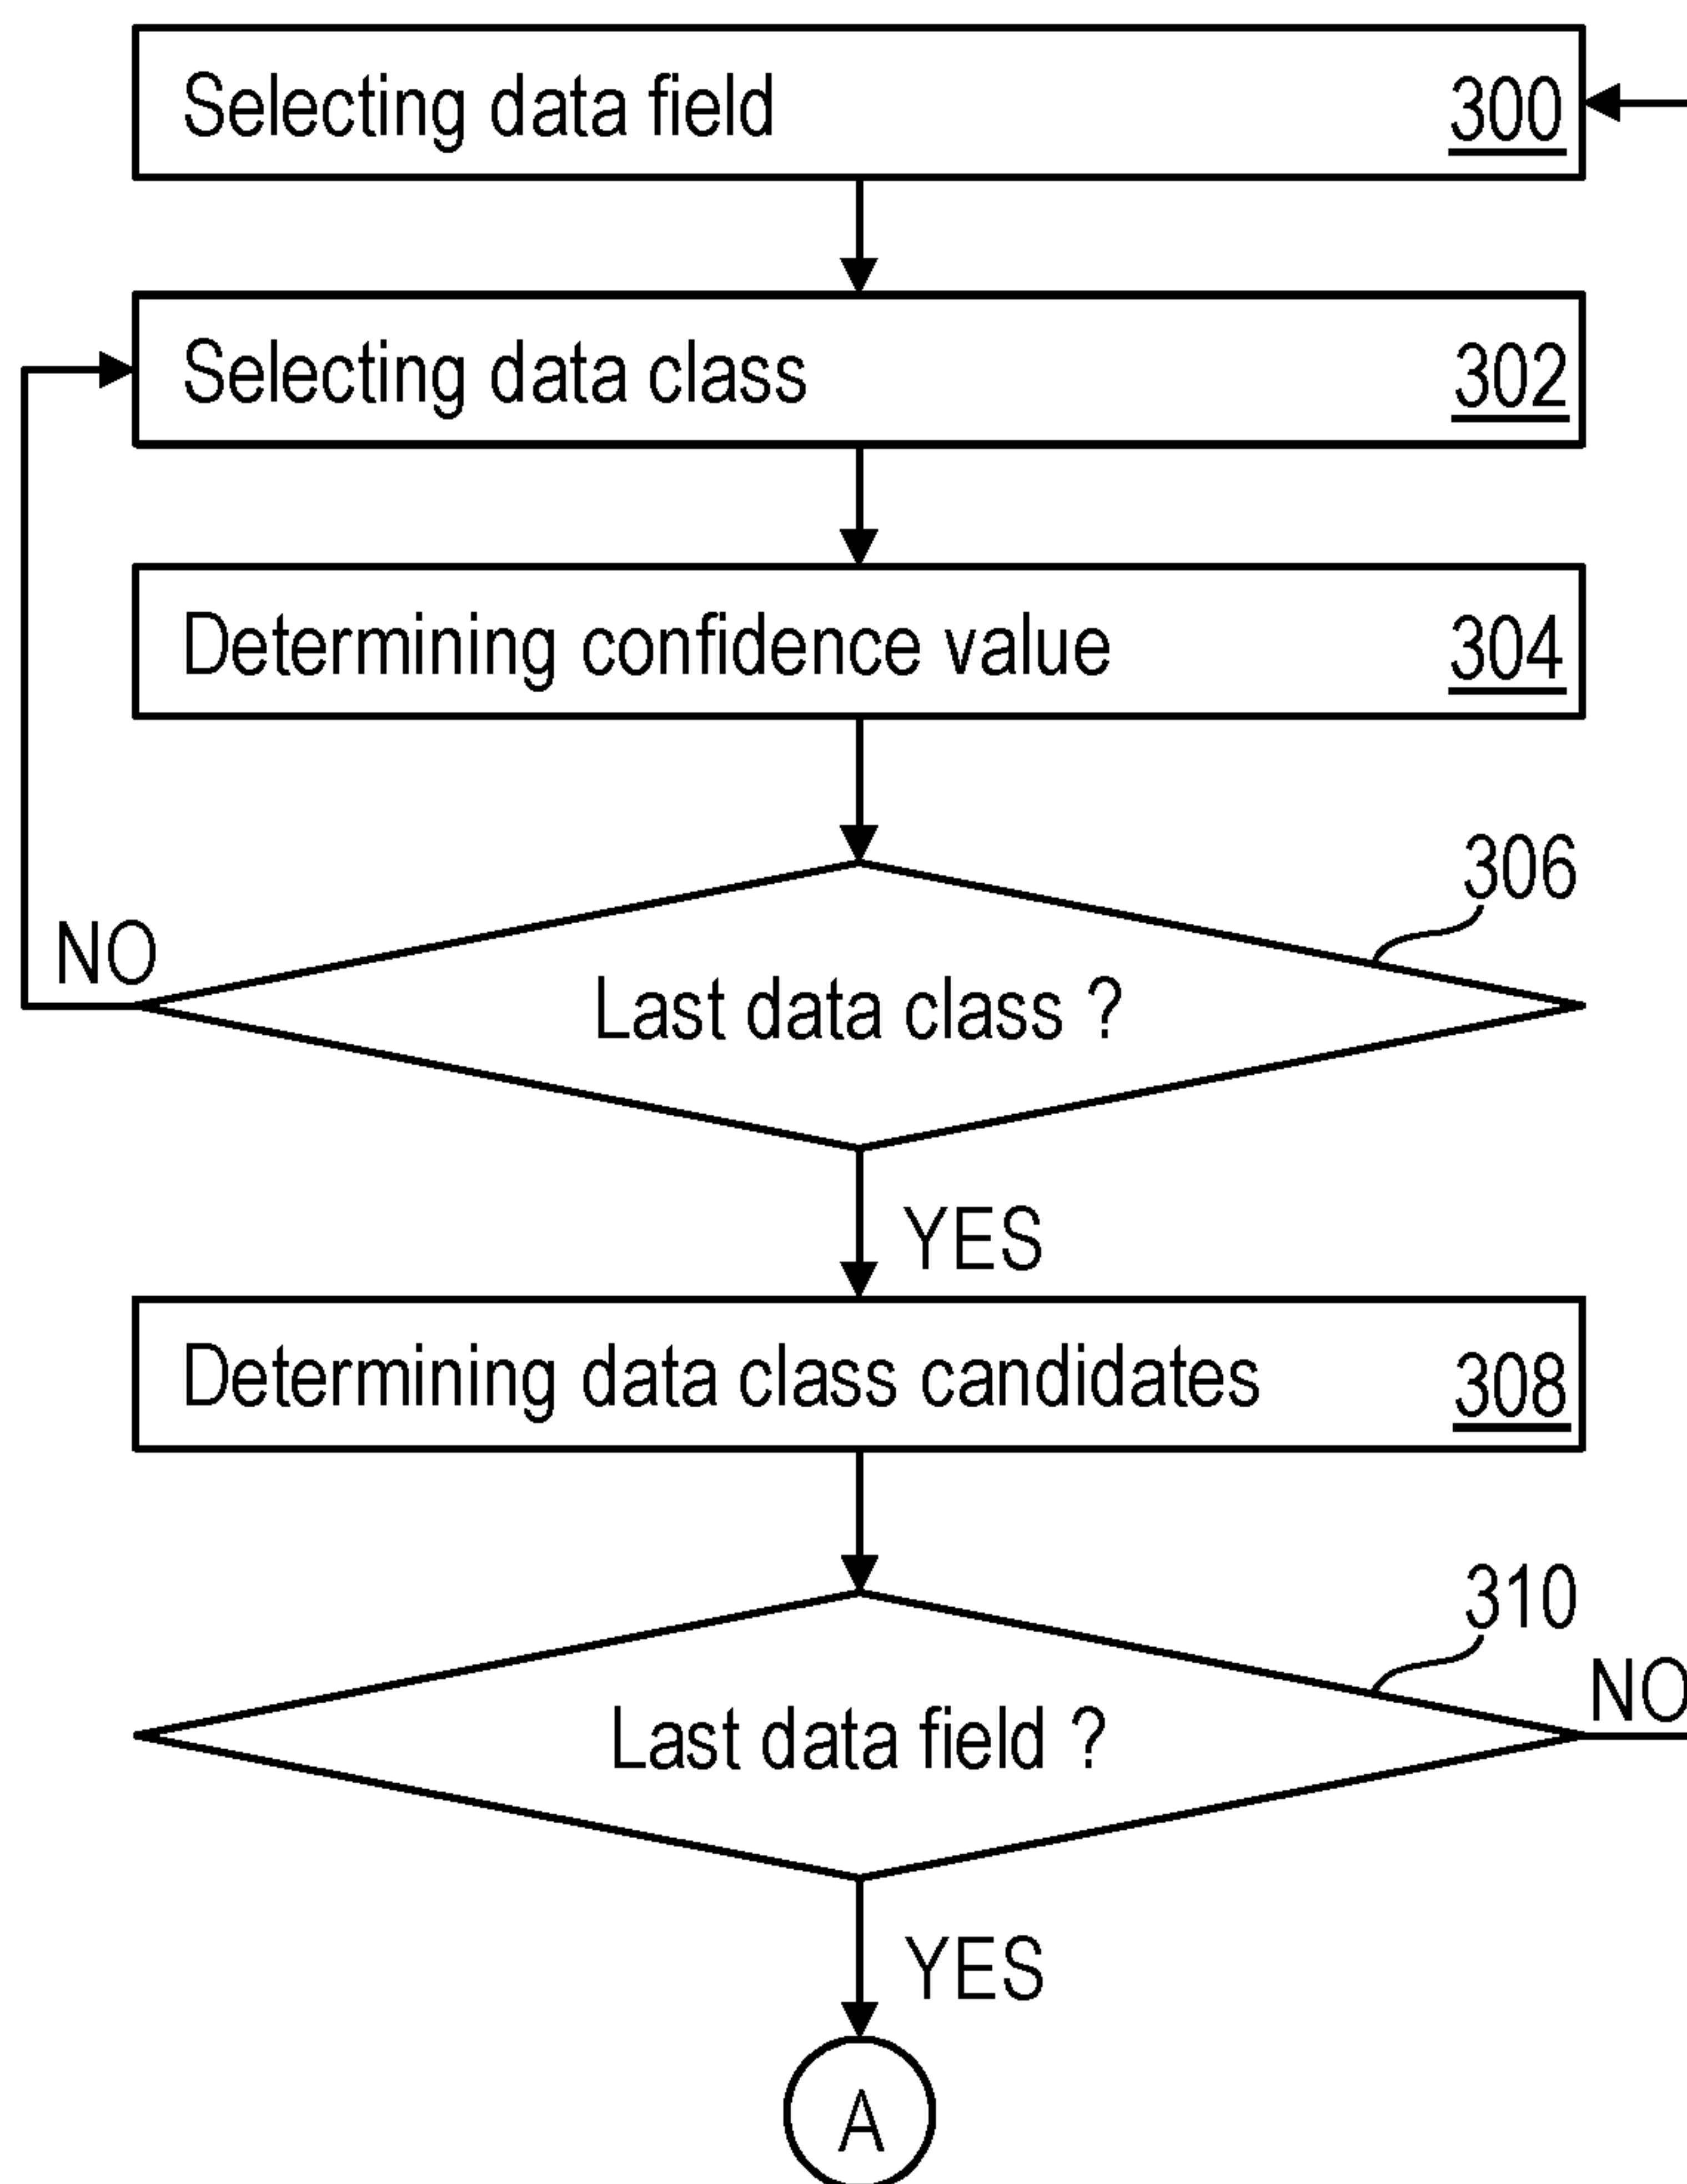 Selecting data field 300
Selecting data class 302
Determining confidence value 304
306
NO
Last data class ?
YES
Determining data class candidates 308
310
NO
Last data field ?
YES
A